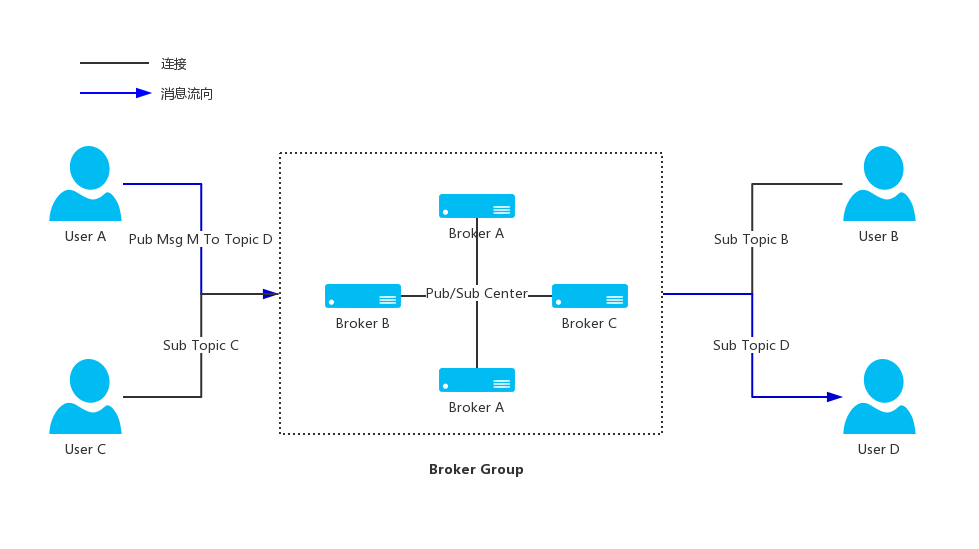 连接
消息流向
User A
Pub Msg M To Topic D
Broker A
Sub Topic B
User B
Pub/Sub Center
Broker B
Broker C
Sub Topic C
Sub Topic D
Broker A
User C
User D
Broker Group